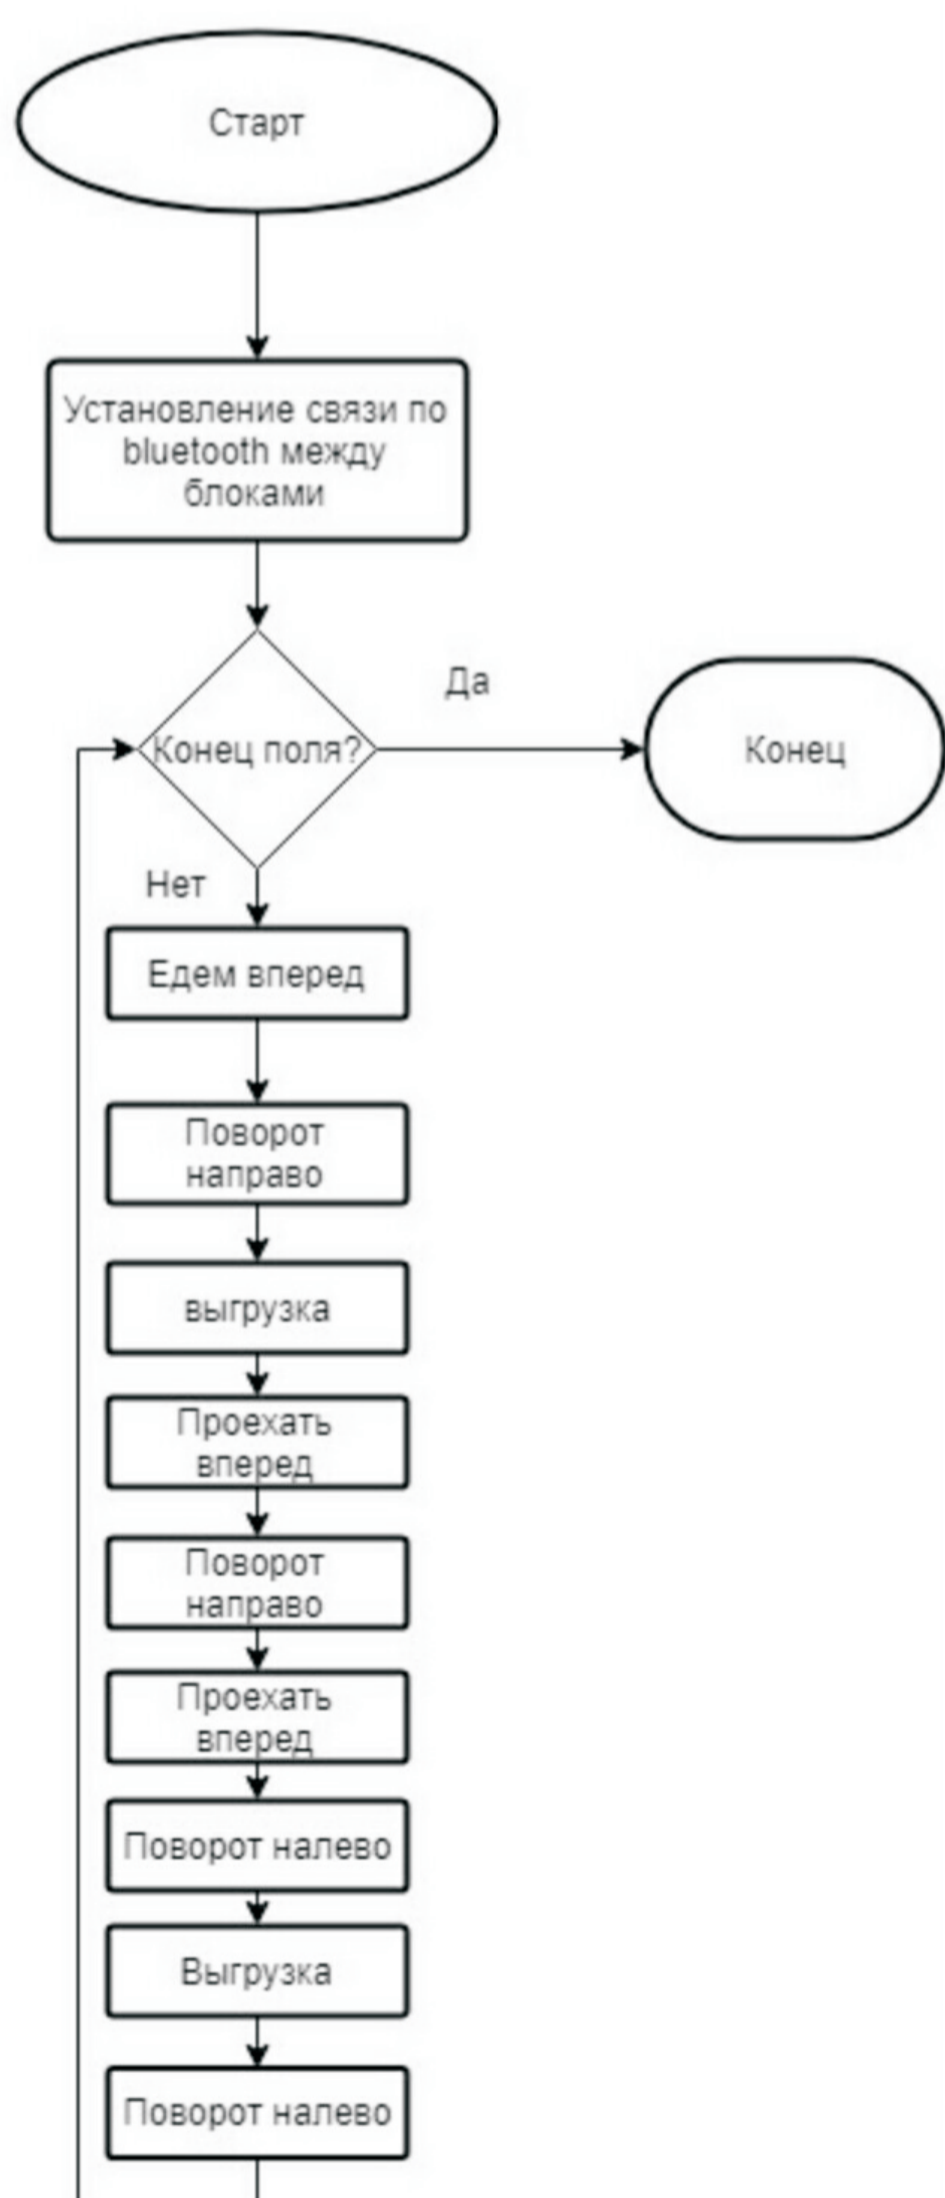 Старт
Установление связи по
bluetooth между
блоками
Да
Конец поля?
Конец
Нет
Едем вперед
Поворот
направо
выгрузка
Проехать
вперед
Поворот
направо
Проехать
вперед
Поворот налево
Выгрузка
Поворот налево